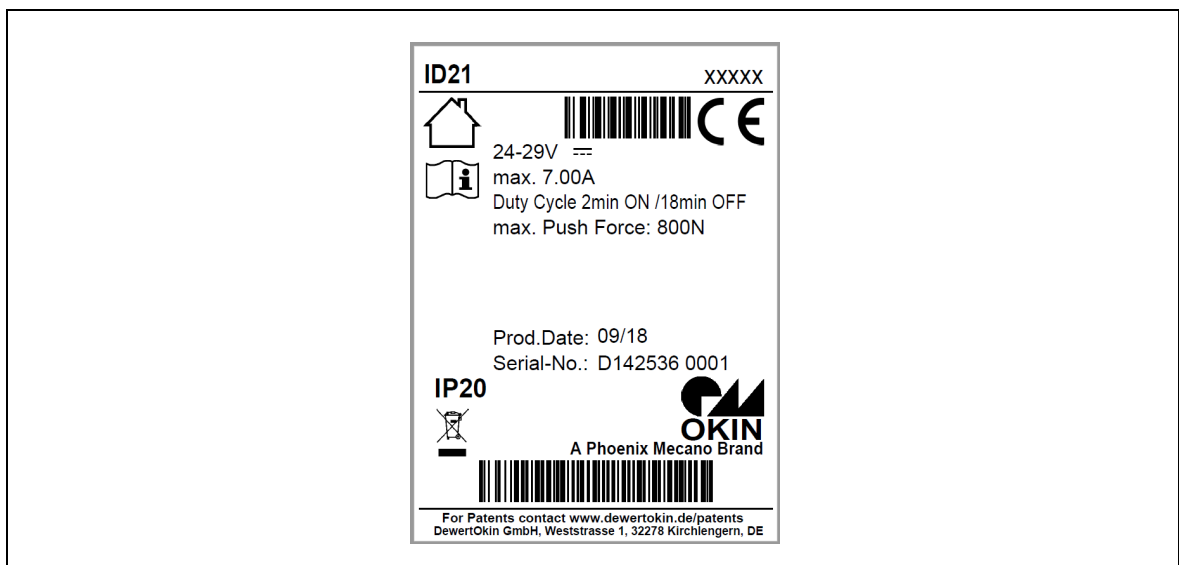 ID21 XXXXX
CE
24-29V
max. 7.00A
i
Duty Cycle 2min ON /18min OFF
max. Push Force: 800N
Prod.Date: 09/18
Serial-No.: D142536 0001
IP20
OKIN
A Phoenix Mecano Brand
For Patents contact www.dewertokin.de/patents
DewertOkin GmbH, Weststrasse 1, 32278 Kirchlengern, DE